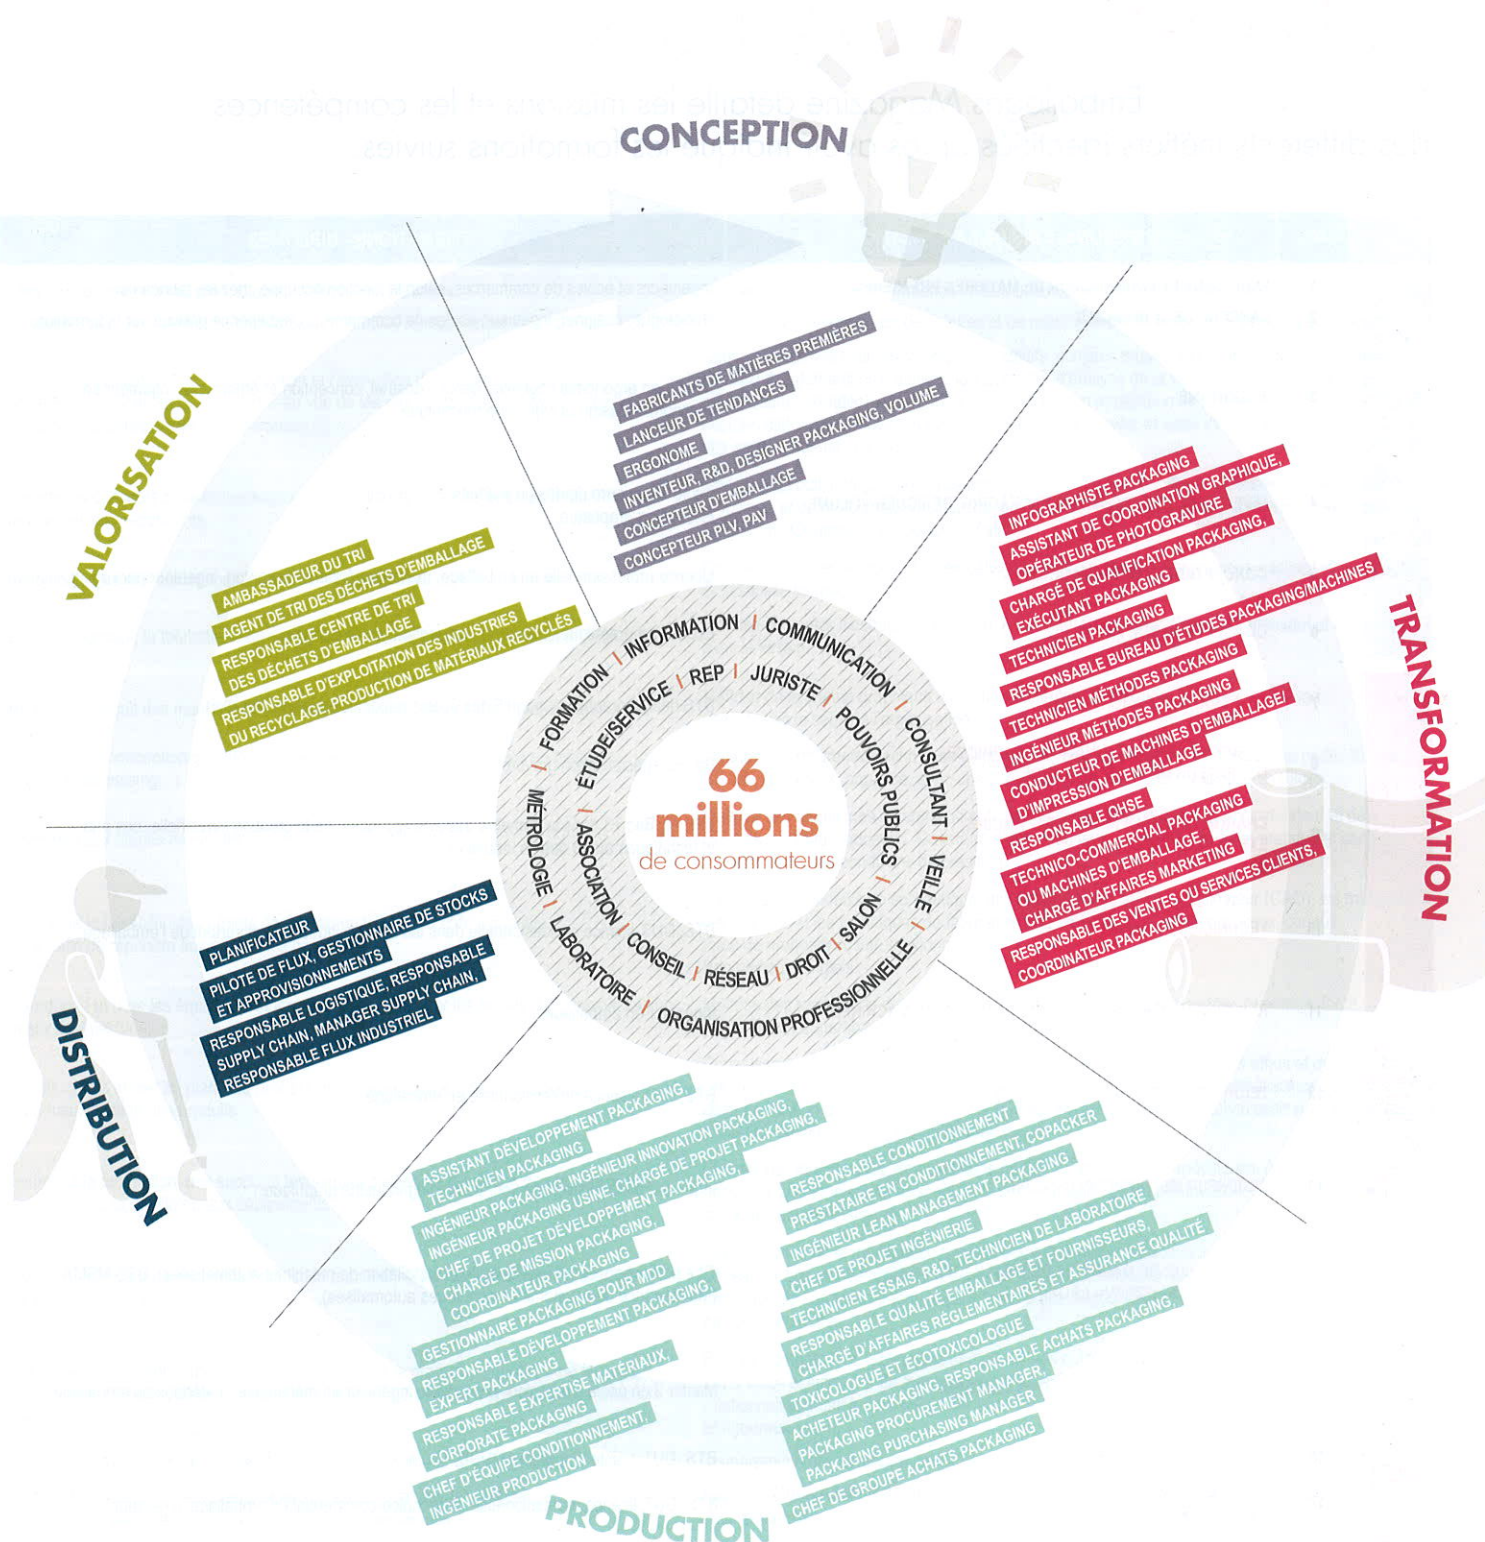 CONCEPTION
FABRICANTS DE MATIÈRES PREMIÈRES
LANCEUR DE TENDANCES
ERGONOME
INVENTEUR, R&D, DESIGNER PACKAGING, VOLUME
CONCEPTEUR D'EMBALLAGE
CONCEPTEUR PLV, PAV
TRANSFORMATION
INFOGRAPHISTE PACKAGING
ASSISTANT DE COORDINATION GRAPHIQUE,
OPÉRATEUR DE PHOTOGRAVURE
CHARGÉ DE QUALIFICATION PACKAGING,
EXÉCUTANT PACKAGING
TECHNICIEN PACKAGING
RESPONSABLE BUREAU D'ÉTUDES PACKAGING/MACHINES
TECHNICIEN MÉTHODES PACKAGING
INGÉNIEUR MÉTHODES PACKAGING
CONDUCTEUR DE MACHINES D'EMBALLAGE/
D'IMPRESSION D'EMBALLAGE
RESPONSABLE QHSE
TECHNICO-COMMERCIAL PACKAGING
OU MACHINES D'EMBALLAGE,
CHARGÉ D'AFFAIRES MARKETING
RESPONSABLE DES VENTES OU SERVICES CLIENTS,
COORDINATEUR PACKAGING
PRODUCTION
ASSISTANT DÉVELOPPEMENT PACKAGING,
TECHNICIEN PACKAGING
INGÉNIEUR PACKAGING, INGÉNIEUR INNOVATION PACKAGING,
INGÉNIEUR PACKAGING USINE, CHARGÉ DE PROJET PACKAGING,
CHEF DE PROJET DÉVELOPPEMENT PACKAGING,
CHARGÉ DE MISSION PACKAGING,
COORDINATEUR PACKAGING
GESTIONNAIRE PACKAGING POUR MDD
RESPONSABLE DÉVELOPPEMENT PACKAGING,
EXPERT PACKAGING
RESPONSABLE EXPERTISE MATÉRIAUX,
CORPORATE PACKAGING
CHEF D'ÉQUIPE CONDITIONNEMENT,
INGÉNIEUR PRODUCTION
RESPONSABLE CONDITIONNEMENT
PRESTATAIRE EN CONDITIONNEMENT, COPACKER
INGÉNIEUR LEAN MANAGEMENT PACKAGING
CHEF DE PROJET INGÉNIERIE
TECHNICIEN ESSAIS, R&D, TECHNICIEN DE LABORATOIRE
RESPONSABLE QUALITÉ EMBALLAGE ET FOURNISSEURS,
CHARGÉ D'AFFAIRES RÉGLEMENTAIRES ET ASSURANCE QUALITÉ
TOXICOLOGUE ET ÉCOTOXICOLOGUE
ACHETEUR PACKAGING, RESPONSABLE ACHATS PACKAGING,
PACKAGING PROCUREMENT MANAGER,
PACKAGING PURCHASING MANAGER
CHEF DE GROUPE ACHATS PACKAGING
DISTRIBUTION
PLANIFICATEUR
PILOTE DE FLUX, GESTIONNAIRE DE STOCKS
ET APPROVISIONNEMENTS
RESPONSABLE LOGISTIQUE, RESPONSABLE
SUPPLY CHAIN, MANAGER SUPPLY CHAIN,
RESPONSABLE FLUX INDUSTRIEL
VALORISATION
AMBASSADEUR DU TRI
AGENT DE TRI DES DÉCHETS D'EMBALLAGE
RESPONSABLE CENTRE DE TRI
DES DÉCHETS D'EMBALLAGE
RESPONSABLE D'EXPLOITATION DES INDUSTRIES
DU RECYCLAGE, PRODUCTION DE MATÉRIAUX RECYCLÉS
MÉTROLOGIE | FORMATION | INFORMATION | COMMUNICATION | CONSULTANT | VEILLE | ORGANISATION PROFESSIONNELLE | LABORATOIRE |
ASSOCIATION | ÉTUDE/SERVICE | REP | JURISTE | POUVOIRS PUBLICS | SALON | DROIT | RÉSEAU | CONSEIL |
66
millions
de consommateurs